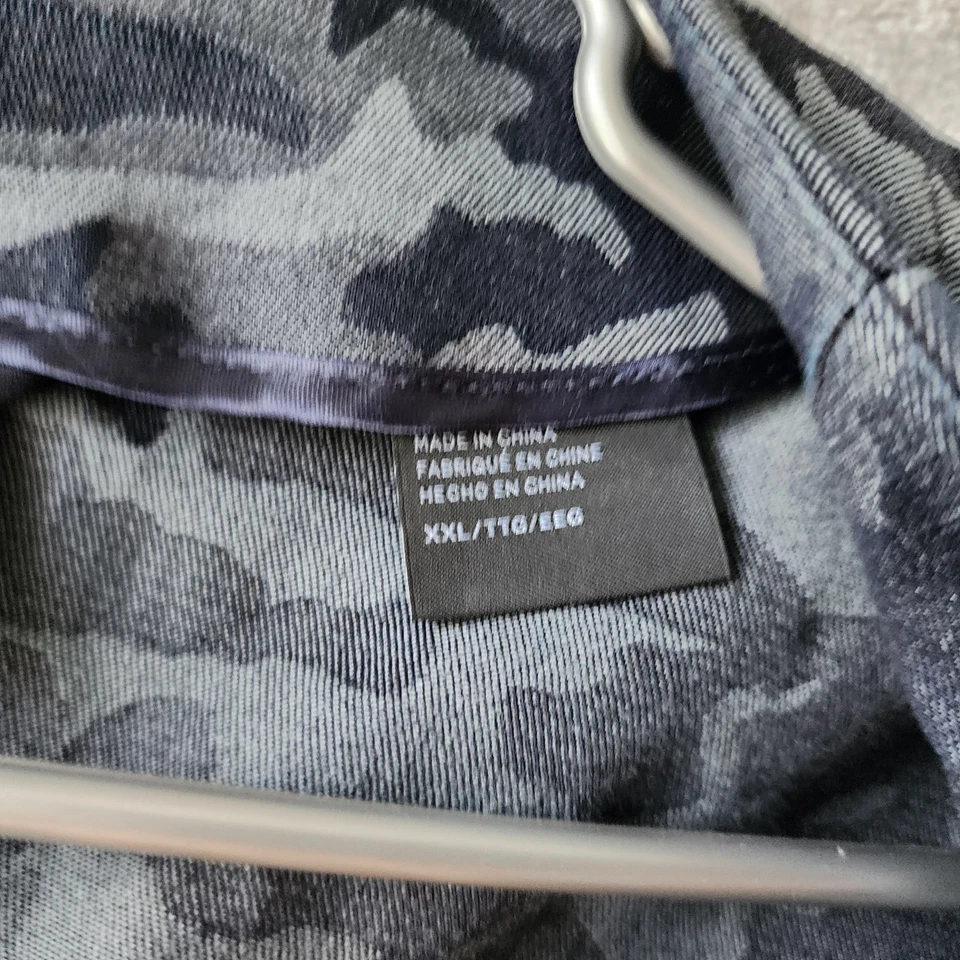 MADE IN CHINA
FABRIQUÉ EN CHINE
HECHO EN CHINA
XXL/TTG/EEG